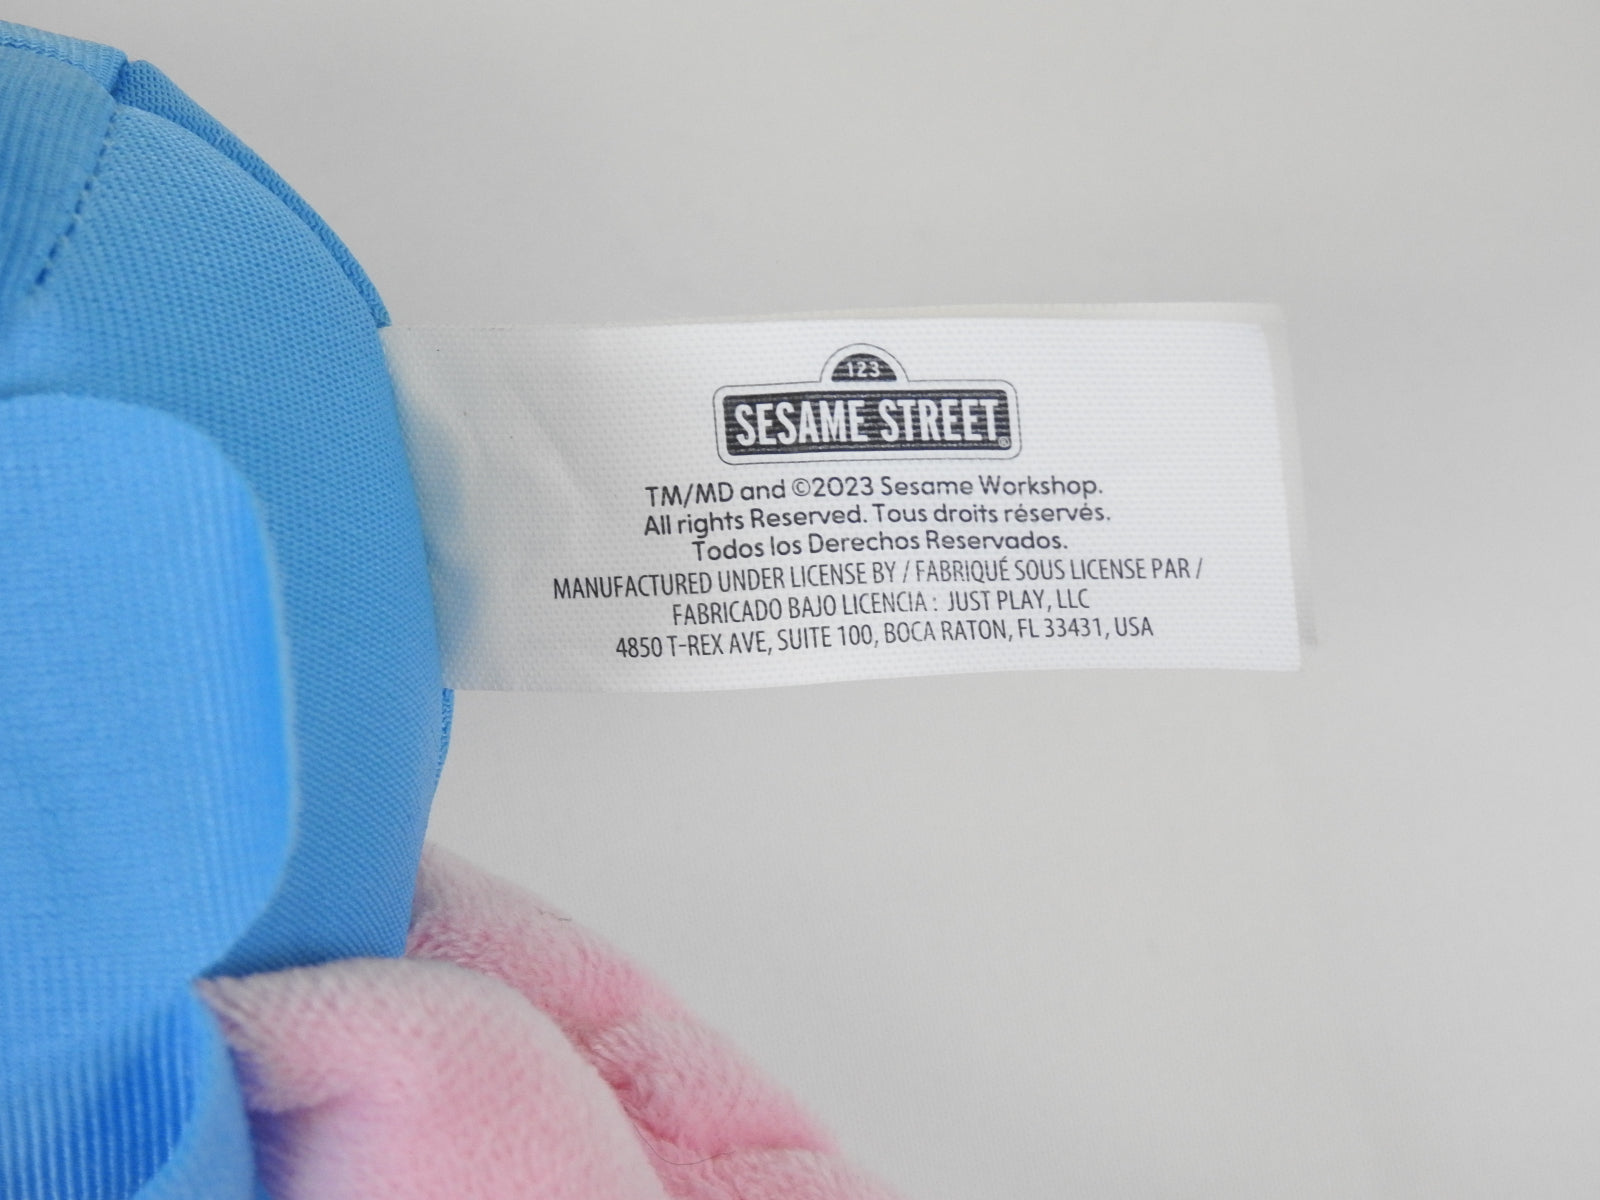 123
SESAME STREET®
TM/MD and ©2023 Sesame Workshop.
All rights Reserved. Tous droits réservés.
Todos los Derechos Reservados.
MANUFACTURED UNDER LICENSE BY / FABRIQUÉ SOUS LICENSE PAR /
FABRICADO BAJO LICENCIA : JUST PLAY, LLC
4850 T-REX AVE, SUITE 100, BOCA RATON, FL 33431, USA